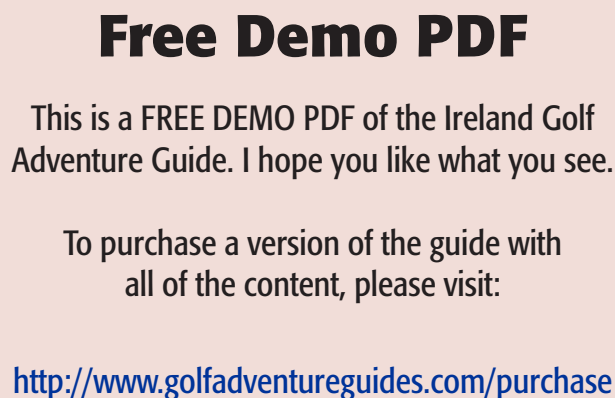 Free Demo PDF
This is a FREE DEMO PDF of the Ireland Golf
Adventure Guide. I hope you like what you see.
To purchase a version of the guide with
all of the content, please visit:
http://www.golfadventureguides.com/purchase